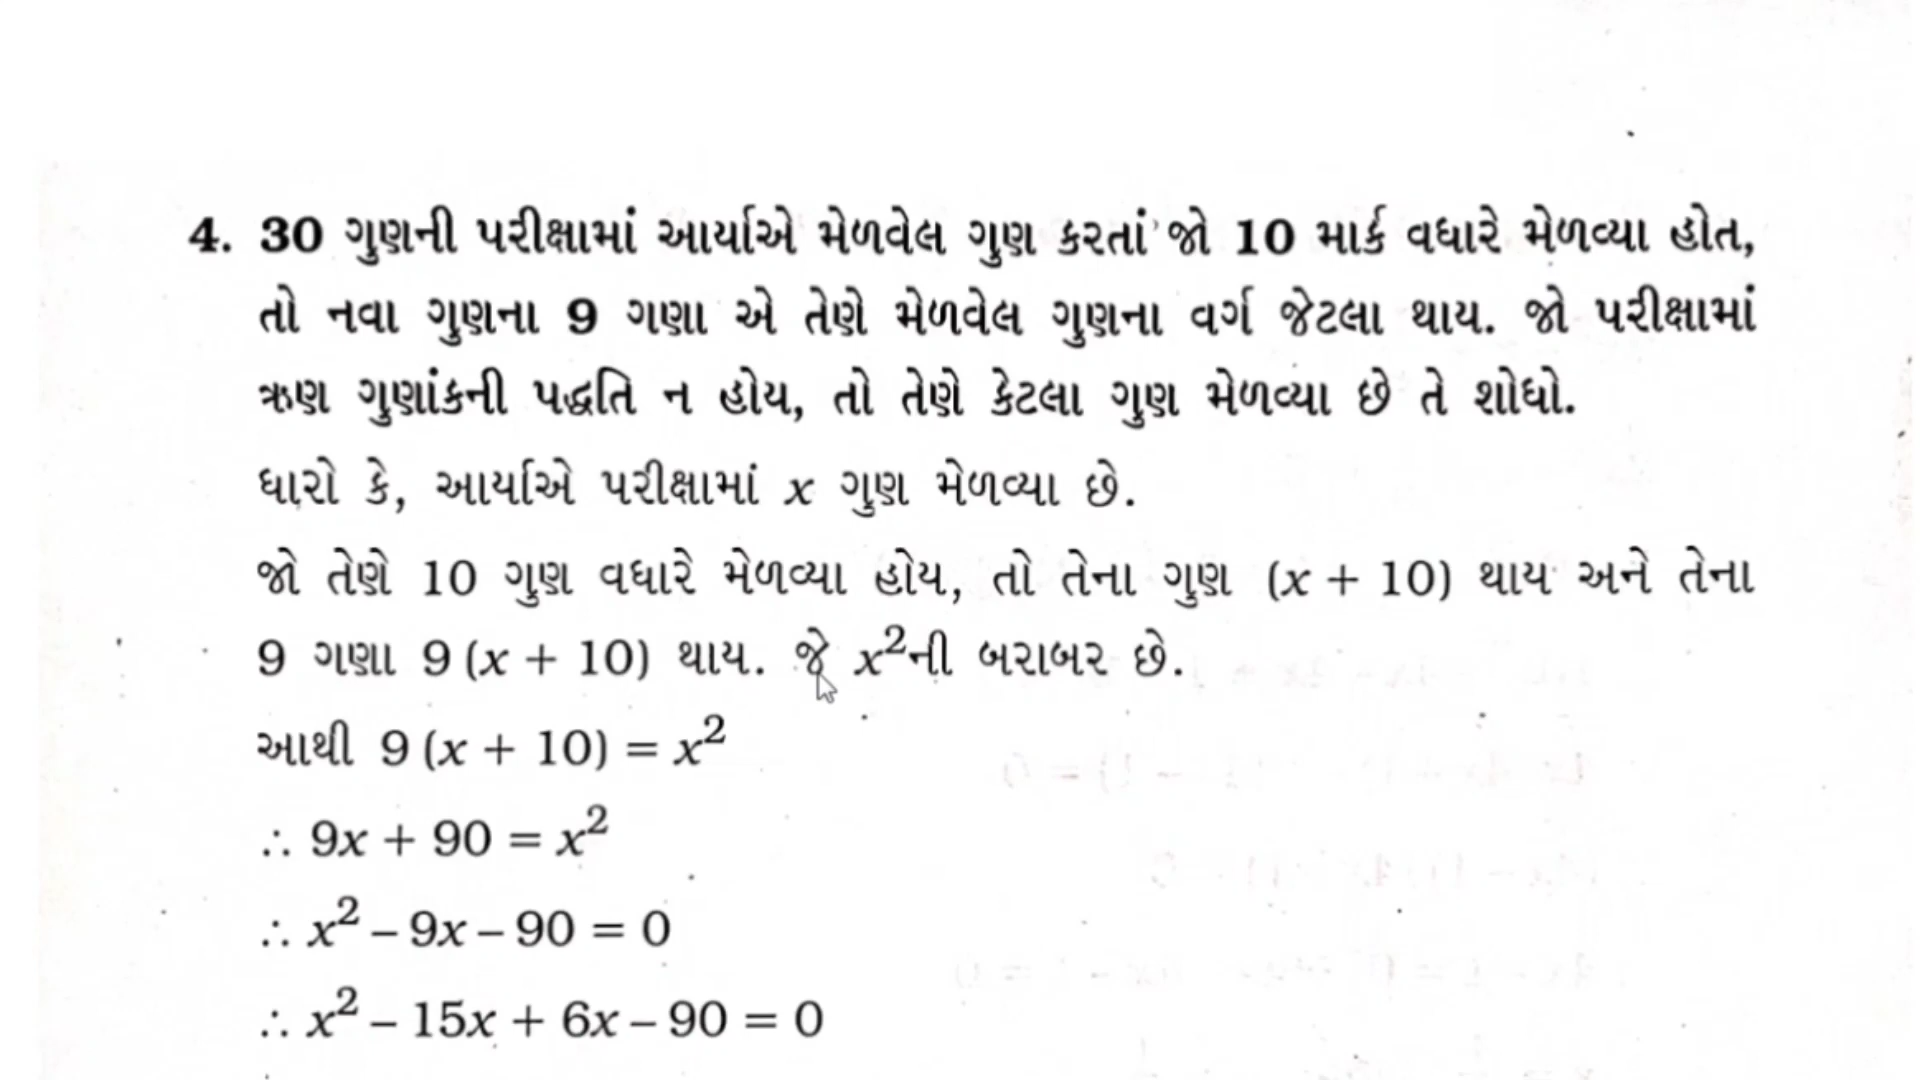 4. 30 ગુણની પરીક્ષામાં આર્યાએ મેળવેલ ગુણ કરતાં જો 10 માર્ક વધારે મેળવ્યા હોત,
તો નવા ગુણના 9 ગણા એ તેણે મેળવેલ ગુણના વર્ગ જેટલા થાય. જો પરીક્ષામાં
ઋણ ગુણાંકની પદ્ધતિ ન હોય, તો તેણે કેટલા ગુણ મેળવ્યા છે તે શોધો.
ધારો કે, આર્યાએ પરીક્ષામાં x ગુણ મેળવ્યા છે.
જો તેણે 10 ગુણ વધારે મેળવ્યા હોય, તો તેના ગુણ (x + 10) થાય અને તેના
9 ગણા 9 (x + 10) થાય. જે x²ની બરાબર છે.
આથી 9 (x + 10) = x²
∴ 9x + 90 = x²
∴ x² – 9x – 90 = 0
∴ x² – 15x + 6x – 90 = 0